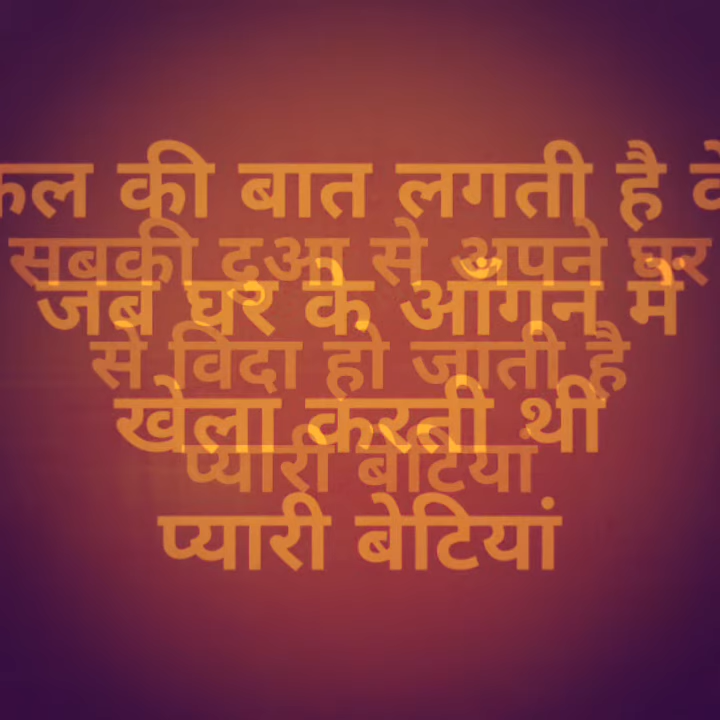 कल की बात लगती है
सबकी दुआ से अपने घर
जब घर के आँगन में
से विदा हो जाती है
खेला करती थी
प्यारी बेटियां
प्यारी बेटियां